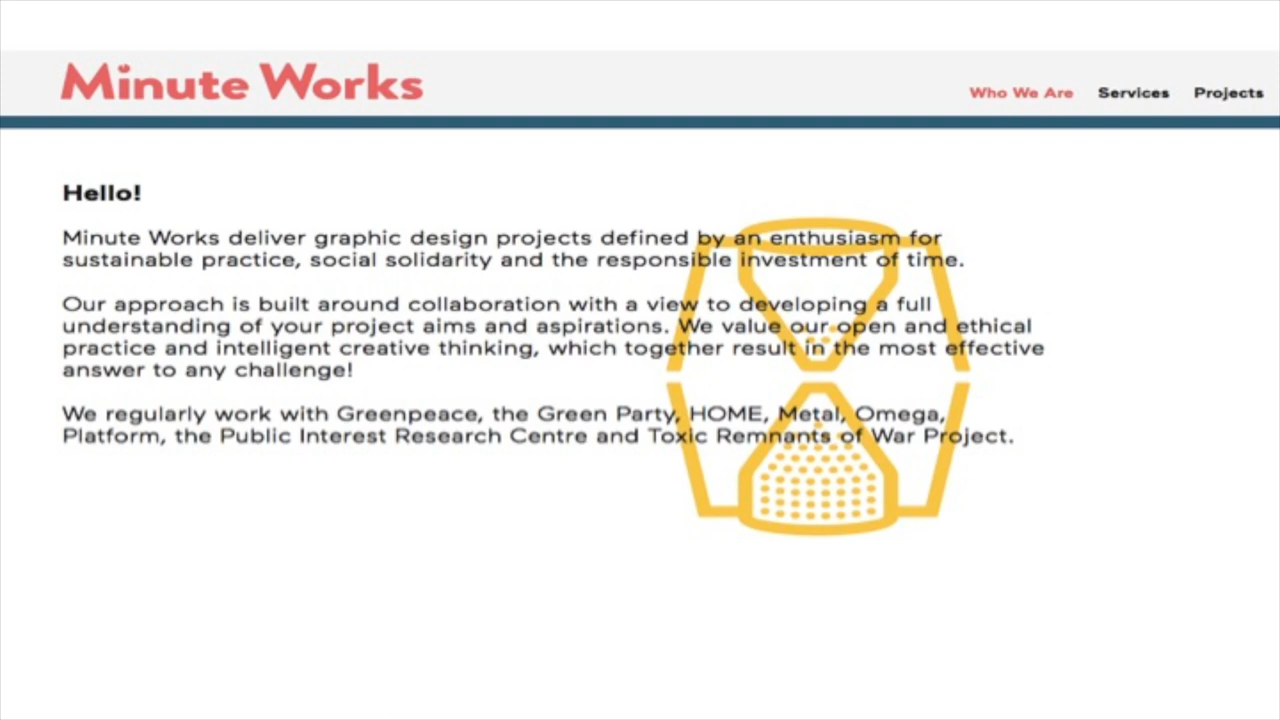 Minute Works
Who We Are Services Projects
Hello!
Minute Works deliver graphic design projects defined by an enthusiasm for
sustainable practice, social solidarity and the responsible investment of time.
Our approach is built around collaboration with a view to developing a full
understanding of your project aims and aspirations. We value our open and ethical
practice and intelligent creative thinking, which together result in the most effective
answer to any challenge!
We regularly work with Greenpeace, the Green Party, HOME, Metal, Omega,
Platform, the Public Interest Research Centre and Toxic Remnants of War Project.